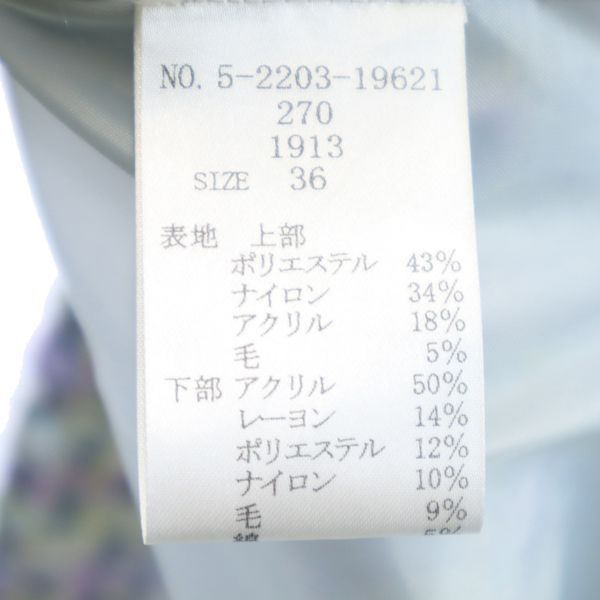 NO. 5-2203-19621
270
1913
SIZE 36
表地 上部
ポリエステル 43%
ナイロン 34%
アクリル 18%
毛 5%
下部 アクリル 50%
レーヨン 14%
ポリエステル 12%
ナイロン 10%
毛 9%